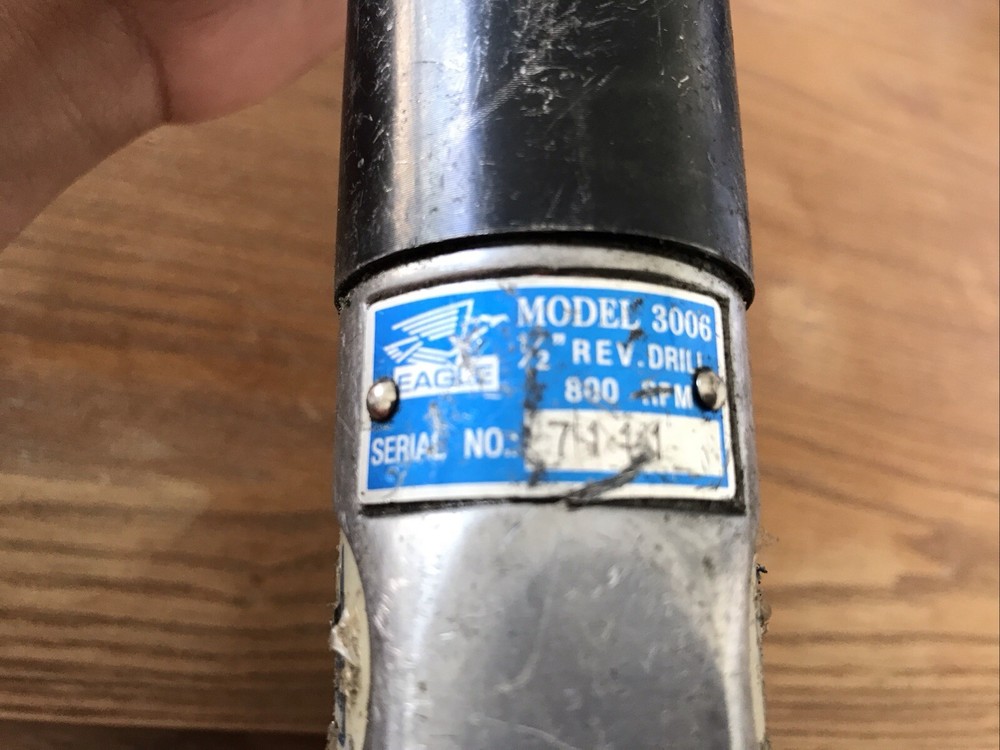 MODEL 3006
½" REV. DRILL
EAGLE
800 RPM
SERIAL NO.: